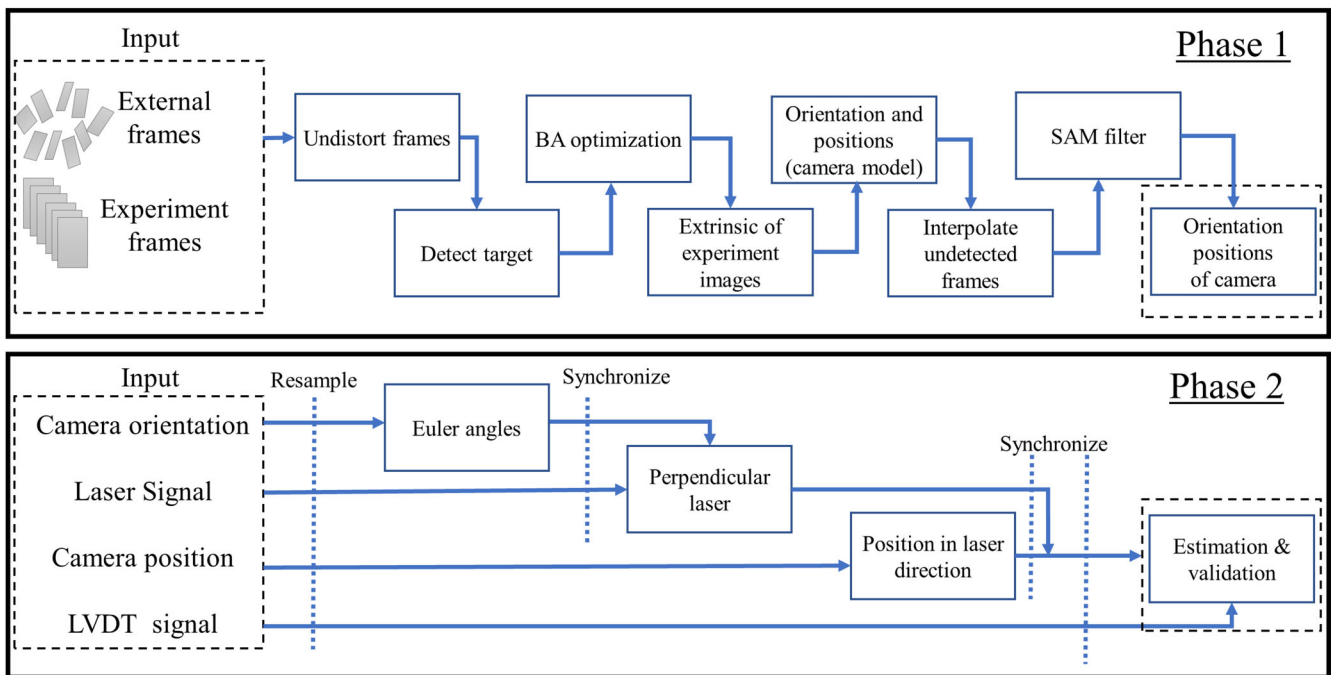 Input
Phase 1
External
frames
Experiment
frames
Undistort frames
Detect target
BA optimization
Extrinsic of
experiment
images
Orientation and
positions
(camera model)
Interpolate
undetected
frames
SAM filter
Orientation
positions
of camera
Input
Phase 2
Resample
Synchronize
Camera orientation
Euler angles
Synchronize
Laser Signal
Perpendicular
laser
Camera position
Position in laser
direction
Estimation &
validation
LVDT signal